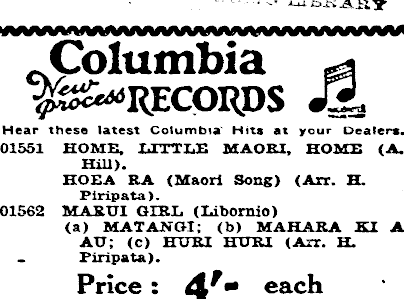 LIBRARY
Columbia
New
process RECORDS
Hear these latest Columbia Hits at your Dealers.
01551 HOME, LITTLE MAORI, HOME (A.
Hill).
HOEA RA (Maori Song) (Arr. H.
Piripata).
01562 MARUI GIRL (Libornio)
(a) MATANGI; (b) MAHARA KI A
AU; (c) HURI HURI (Arr. H.
Piripata).
Price: 4'- each